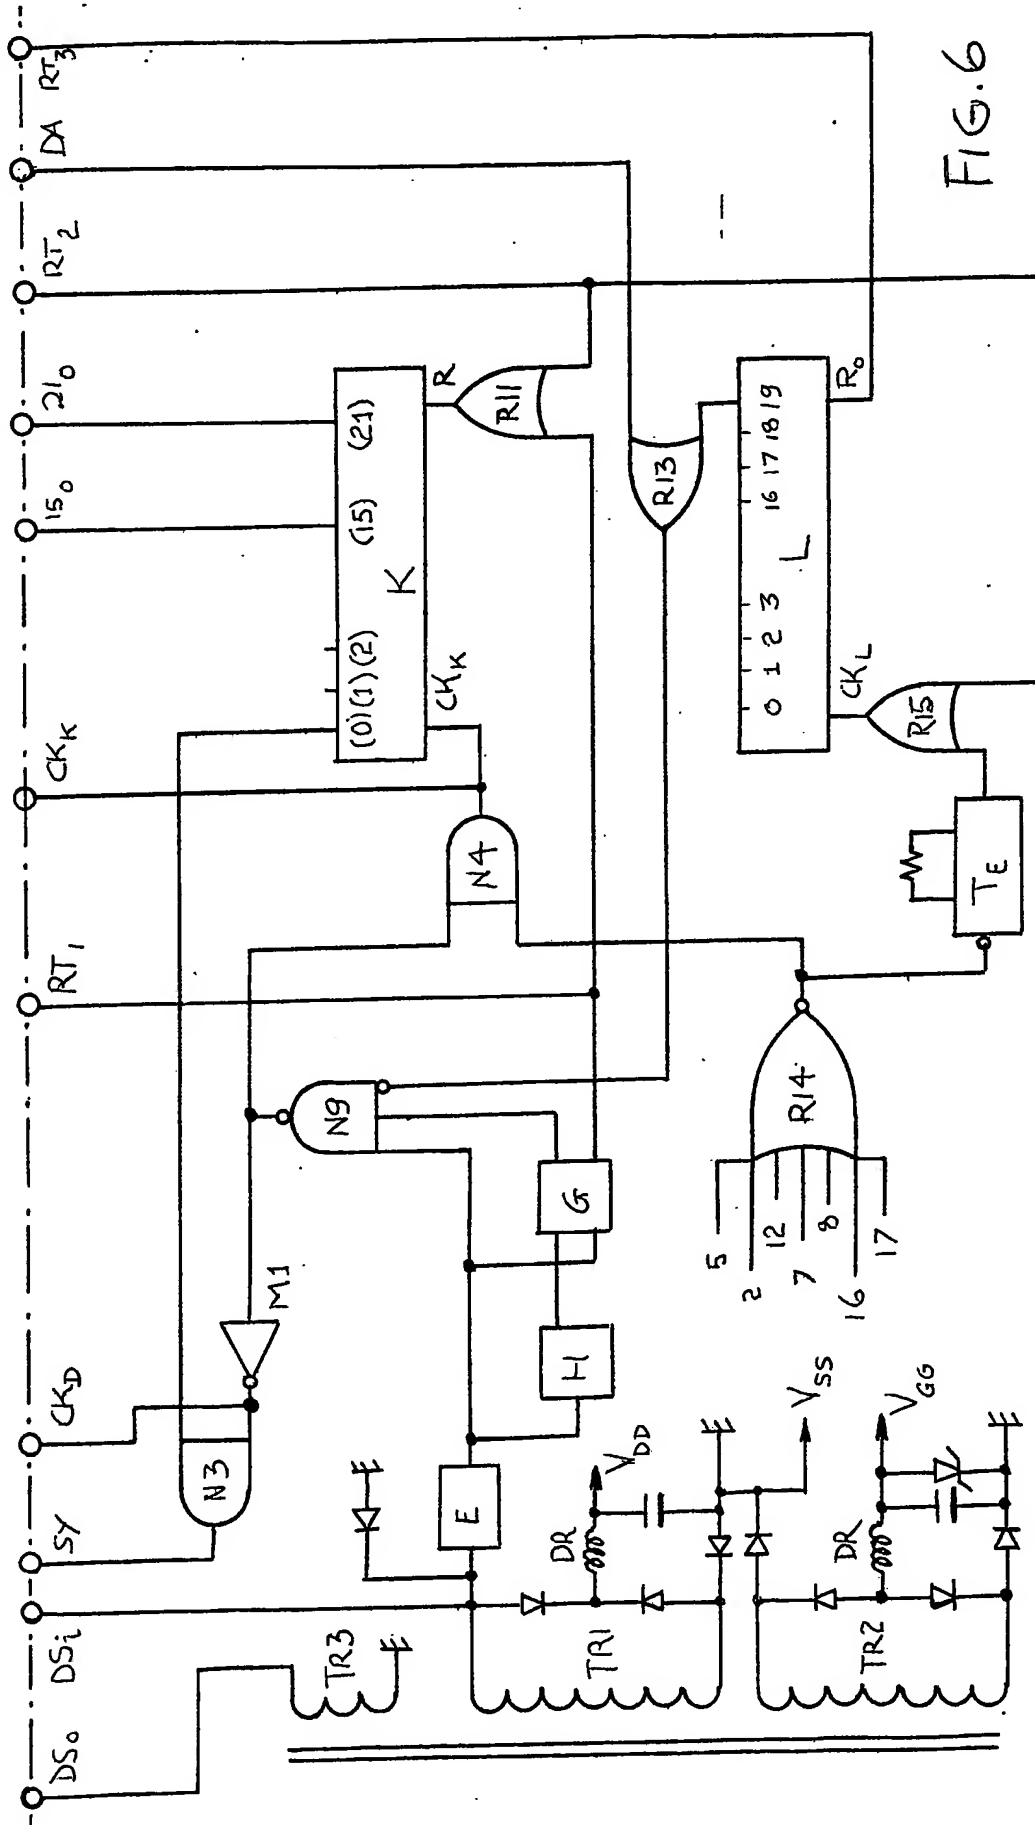 DS₀
DSᵢ
SY
CK_D
RT₁
CK_K
15₀
21₀
RT₂
DA
RT₃
TR3
N3
M1
N9
N4
(0)(1)(2)
(15)
(21)
K
CK_K
R
R11
E
H
G
R13
V_DD
DR
TR1
V_SS
5
2
12
7
8
16
17
R14
0 1 2 3
16 17 18 19
L
CK_L
R₀
R15
T_E
V_GG
DR
TR2
FIG.6